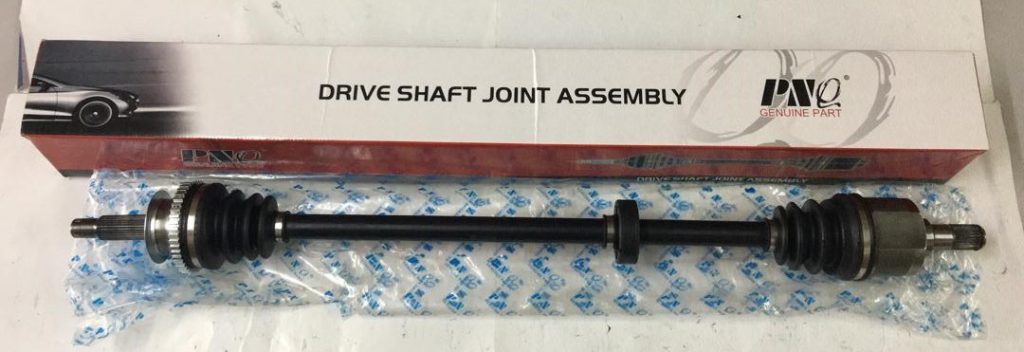 DRIVE SHAFT JOINT ASSEMBLY
PNQ®
GENUINE PART
PNQ
DRIVE SHAFT JOINT ASSEMBLY